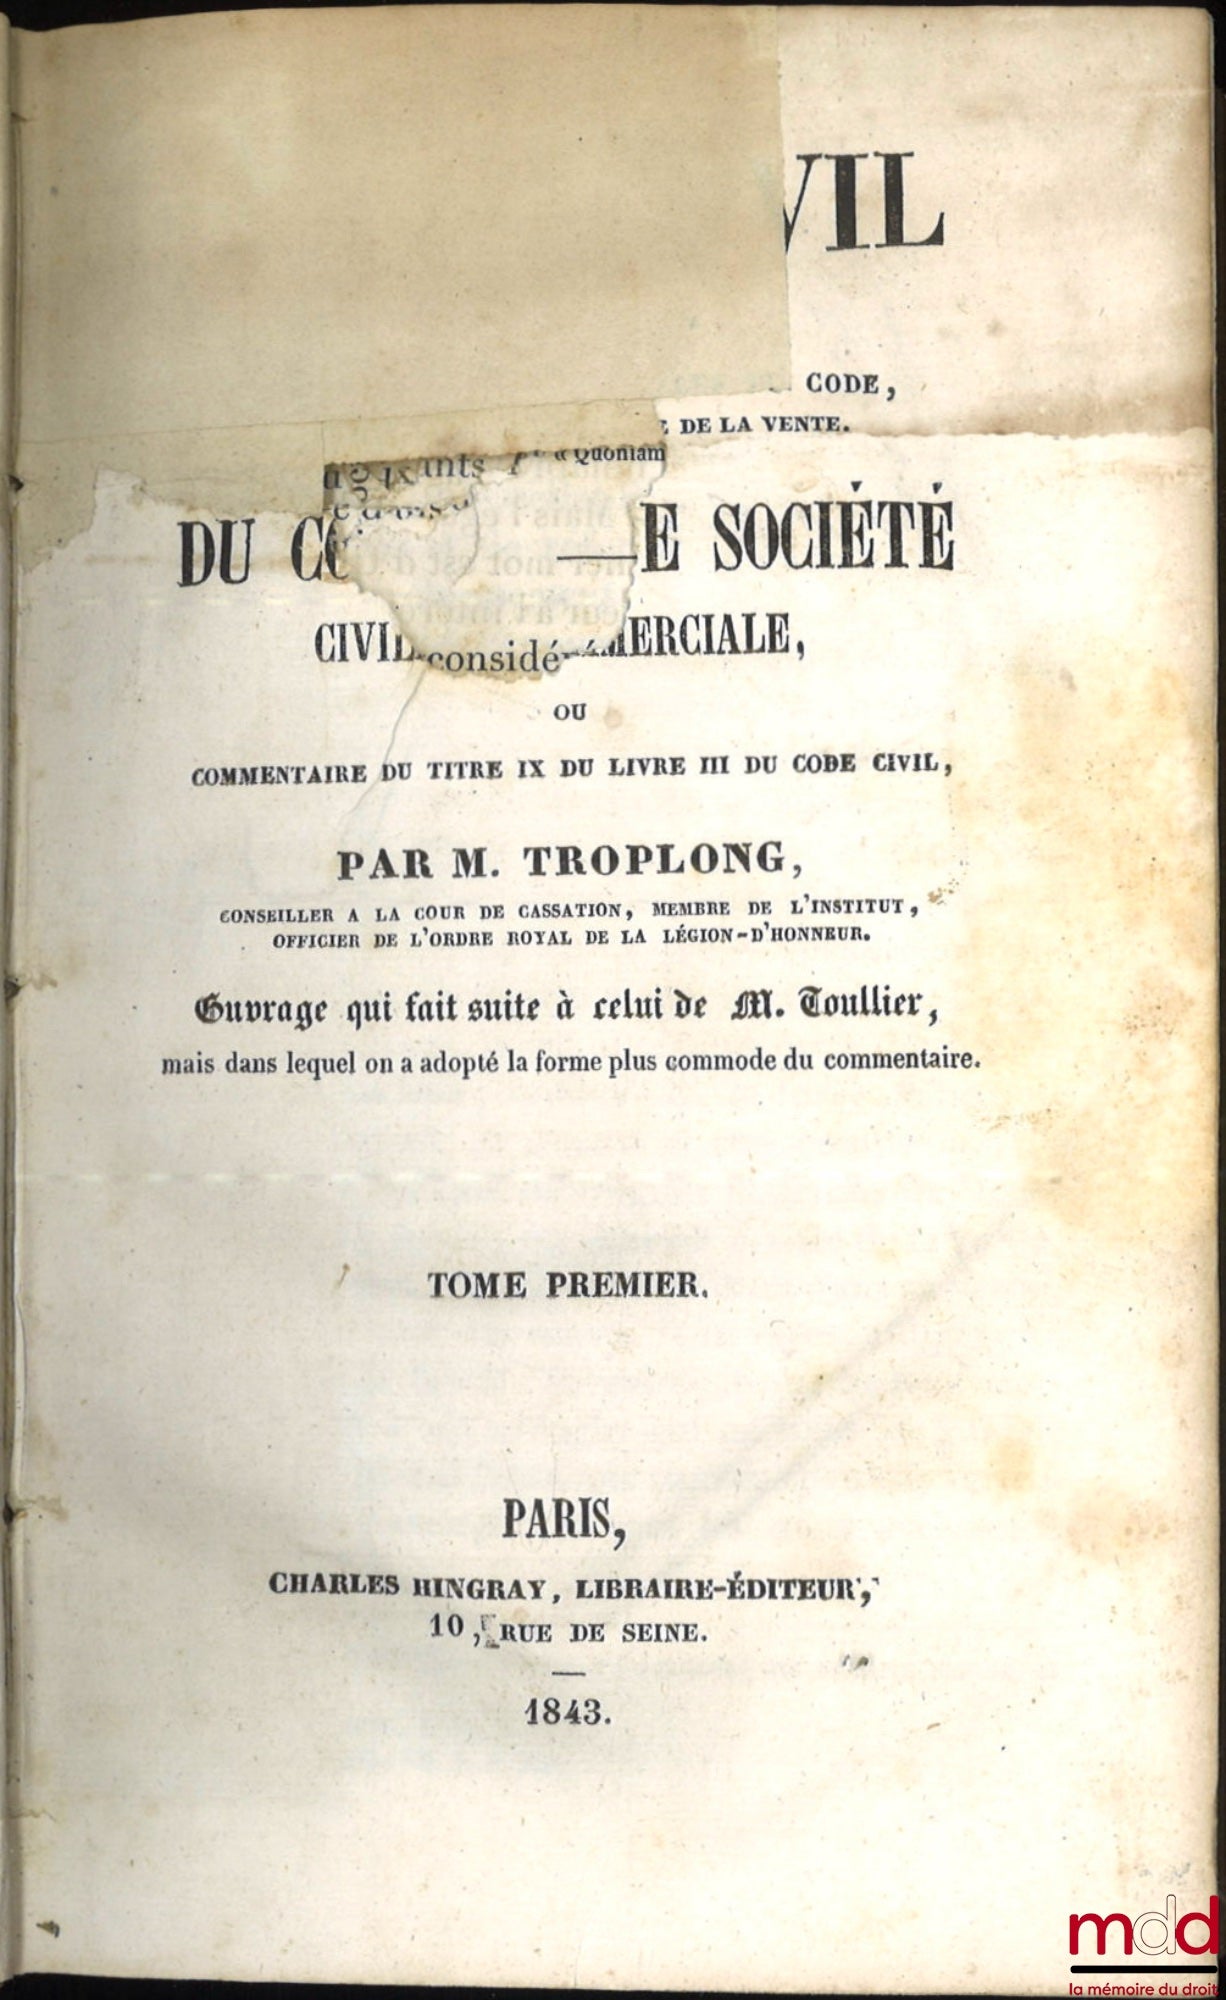 VIL
CODE,
DE LA VENTE.
« Quoniam
DU CO E SOCIÉTÉ
CIVIL considé MERCIALE,
OU
COMMENTAIRE DU TITRE IX DU LIVRE III DU CODE CIVIL,
PAR M. TROPLONG,
CONSEILLER A LA COUR DE CASSATION, MEMBRE DE L'INSTITUT,
OFFICIER DE L'ORDRE ROYAL DE LA LÉGION-D'HONNEUR.
Ouvrage qui fait suite à celui de M. Toullier,
mais dans lequel on a adopté la forme plus commode du commentaire.
TOME PREMIER.
PARIS,
CHARLES HINGRAY, LIBRAIRE-ÉDITEUR,
10, RUE DE SEINE.
1843.
mdd
la mémoire du droit